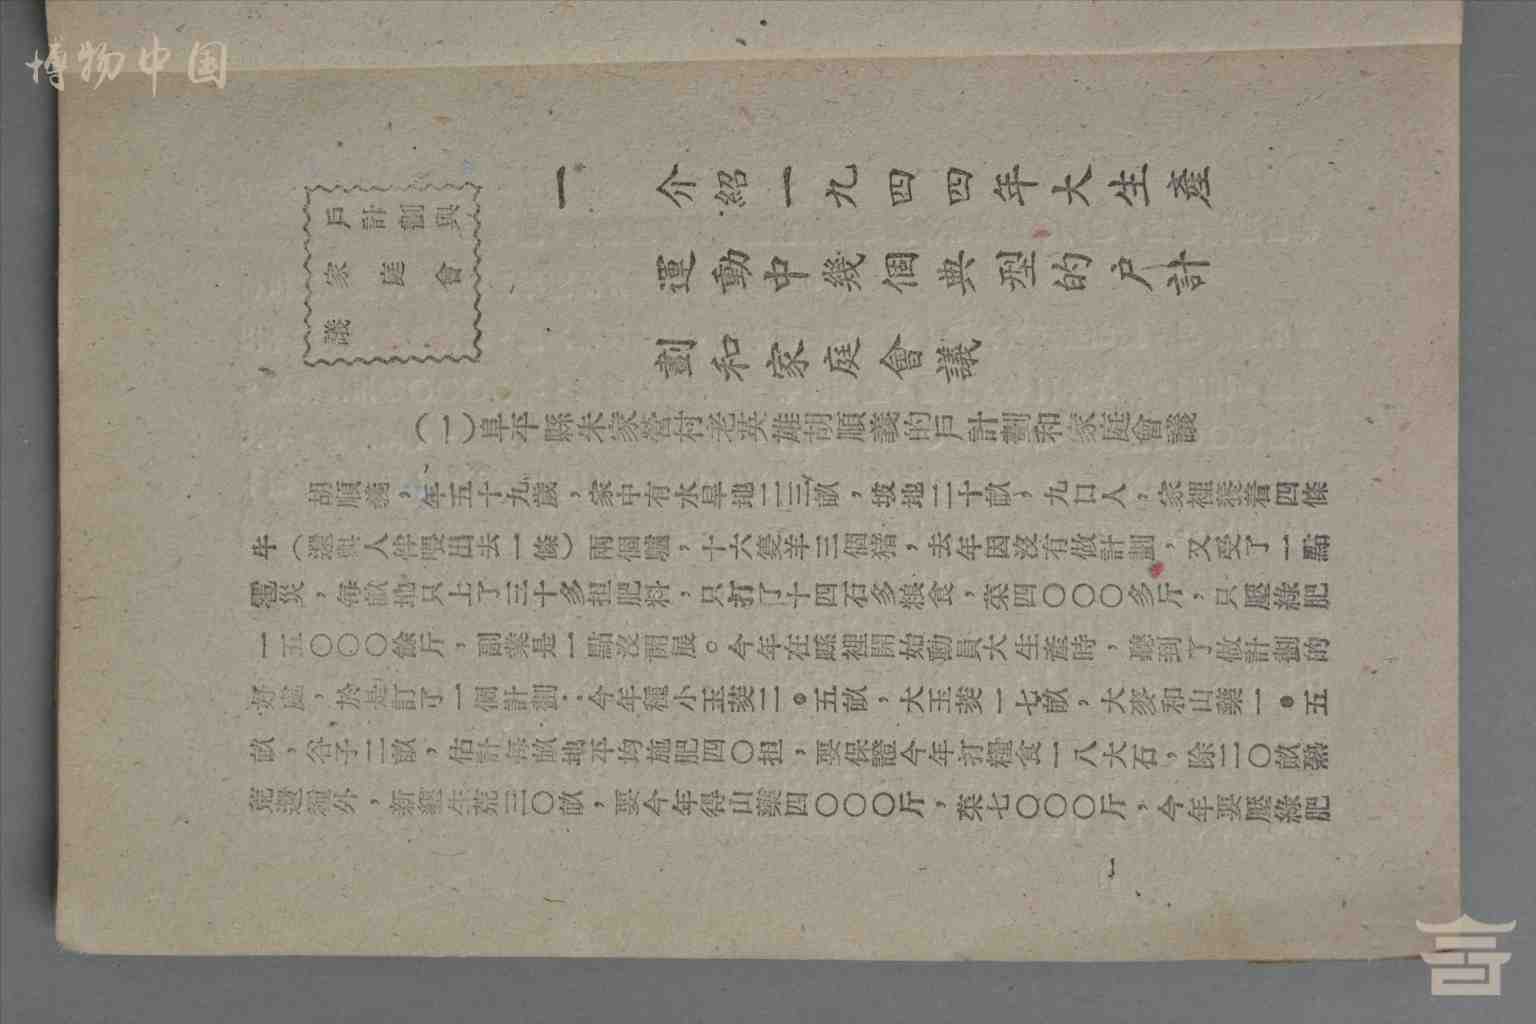 博物中国
戶計劃與
家庭會
議
一　介紹一九四四年大生產
運動中幾個典型的户計
劃和家庭會議
（一）阜平縣朱家營村老英雄胡順義的戶計劃和家庭會議
胡順義，年五十九歲，家中有水旱地二三畝，坡地二十畝，九口人，家裡養着四條
牛（還與人伴喂出去一條）兩個驢，十六隻羊三個猪，去年因沒有做計劃，又受了一點
雹災，每畝地只上了三十多担肥料，只打了十四石多粮食，菜四〇〇〇多斤，只壓綠肥
一五〇〇〇餘斤，副業是一點沒開展。今年在縣裡開始動員大生產時，聽到了做計劃的
好處，於是訂了一個計劃：今年種小玉茭二·五畝，大玉茭一七畝，大麥和山藥一·五
畝，谷子二畝，估計每畝地平均施肥四〇担，要保證今年打糧食一八大石，除二〇畝熟
荒邊種外，新墾生荒三〇畝，要今年得山藥四〇〇〇斤，菜七〇〇〇斤，今年要壓綠肥
一